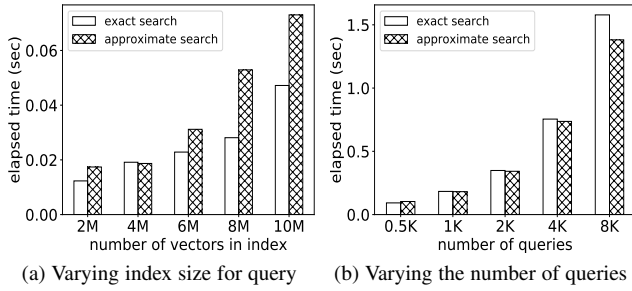 exact search
approximate search
0.06
0.04
0.02
0.00
elapsed time (sec)
2M 4M 6M 8M 10M
number of vectors in index
(a) Varying index size for query
exact search
approximate search
1.5
1.0
0.5
0.0
elapsed time (sec)
0.5K 1K 2K 4K 8K
number of queries
(b) Varying the number of queries